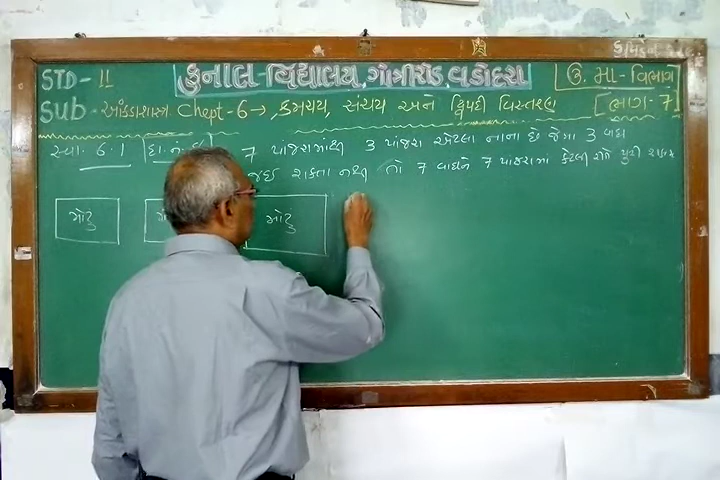 કુનાલ વિદ્યાલય, ગોત્રીરોડ, વડોદરા
STD - 11
ઉ. મા - વિભાગ
Sub - આંકડાશાસ્ત્ર. Chept - 6 → ક્રમચય, સંચય અને દ્વિપદી વિસ્તરણ
ભાગ - 7
સ્વા. 6.1
7 પાંજરામાંથી 3 પાંજરા એટલા નાના છે જેમાં 3 વાઘ
જઈ શકતા નથી તો 7 વાઘને 7 પાંજરામાં કેટલી રીતે પુરી શકાય
મોટું
મોટું